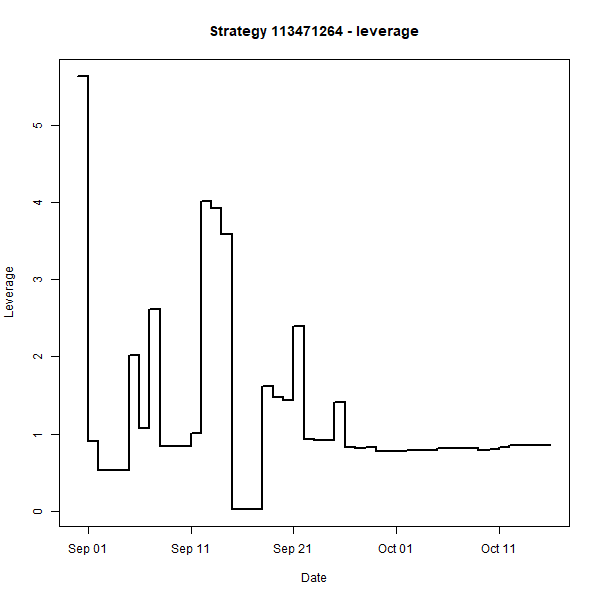 Strategy 113471264 - leverage
Leverage
5
4
3
2
1
0
Sep 01
Sep 11
Sep 21
Oct 01
Oct 11
Date